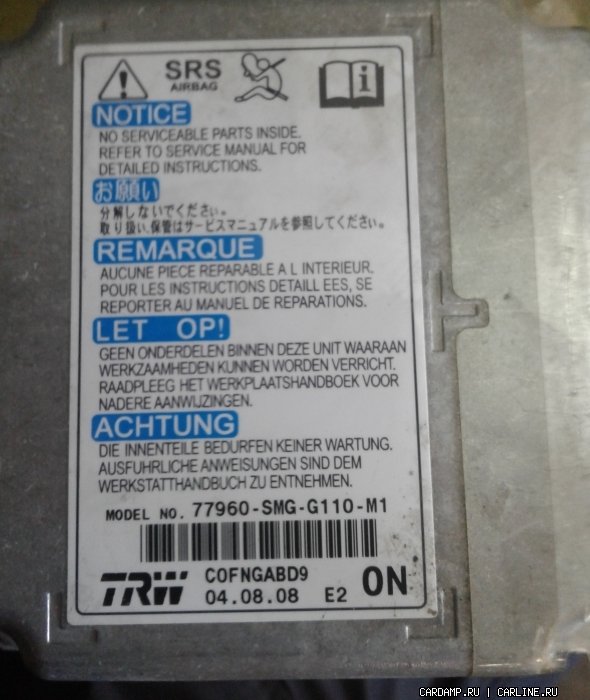 SRS
AIRBAG
NOTICE
NO SERVICEABLE PARTS INSIDE.
REFER TO SERVICE MANUAL FOR
DETAILED INSTRUCTIONS.
お願い
分解しないでください。
取り扱い、保管はサービスマニュアルを参照してください。
REMARQUE
AUCUNE PIECE REPARABLE A L INTERIEUR.
POUR LES INSTRUCTIONS DETAILL EES, SE
REPORTER AU MANUEL DE REPARATIONS.
LET OP!
GEEN ONDERDELEN BINNEN DEZE UNIT WAARAAN
WERKZAAMHEDEN KUNNEN WORDEN VERRICHT.
RAADPLEEG HET WERKPLAATSHANDBOEK VOOR
NADERE AANWIJZINGEN.
ACHTUNG
DIE INNENTEILE BEDURFEN KEINER WARTUNG.
AUSFUHRLICHE ANWEISUNGEN SIND DEM
WERKSTATTHANDBUCH ZU ENTNEHMEN.
MODEL NO. 77960-SMG-G110-M1
TRW C0FNGABD9
04.08.08 E2 0N
CARDAMP.RU | CARLINE.RU